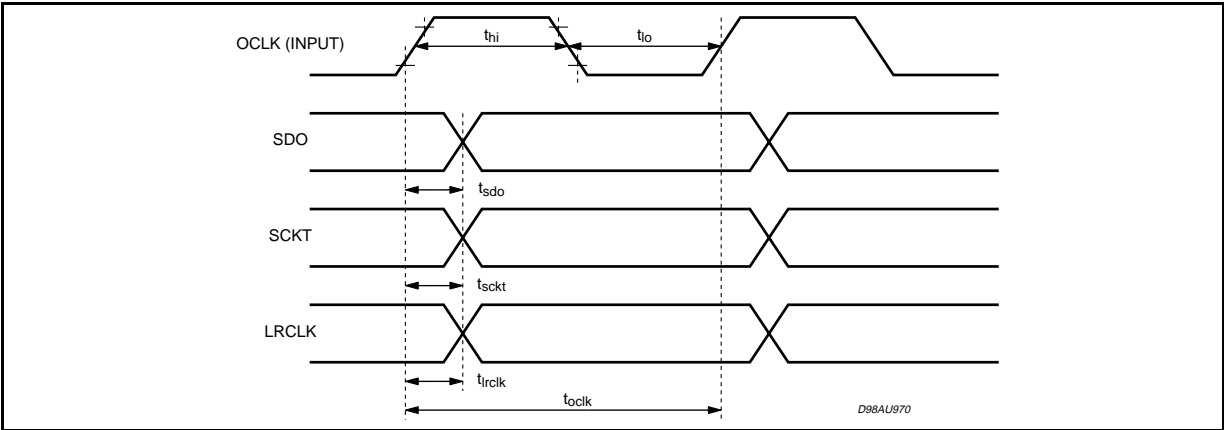 OCLK (INPUT)
thi
tlo
SDO
tsdo
SCKT
tsckt
LRCLK
tlrclk
toclk
D98AU970